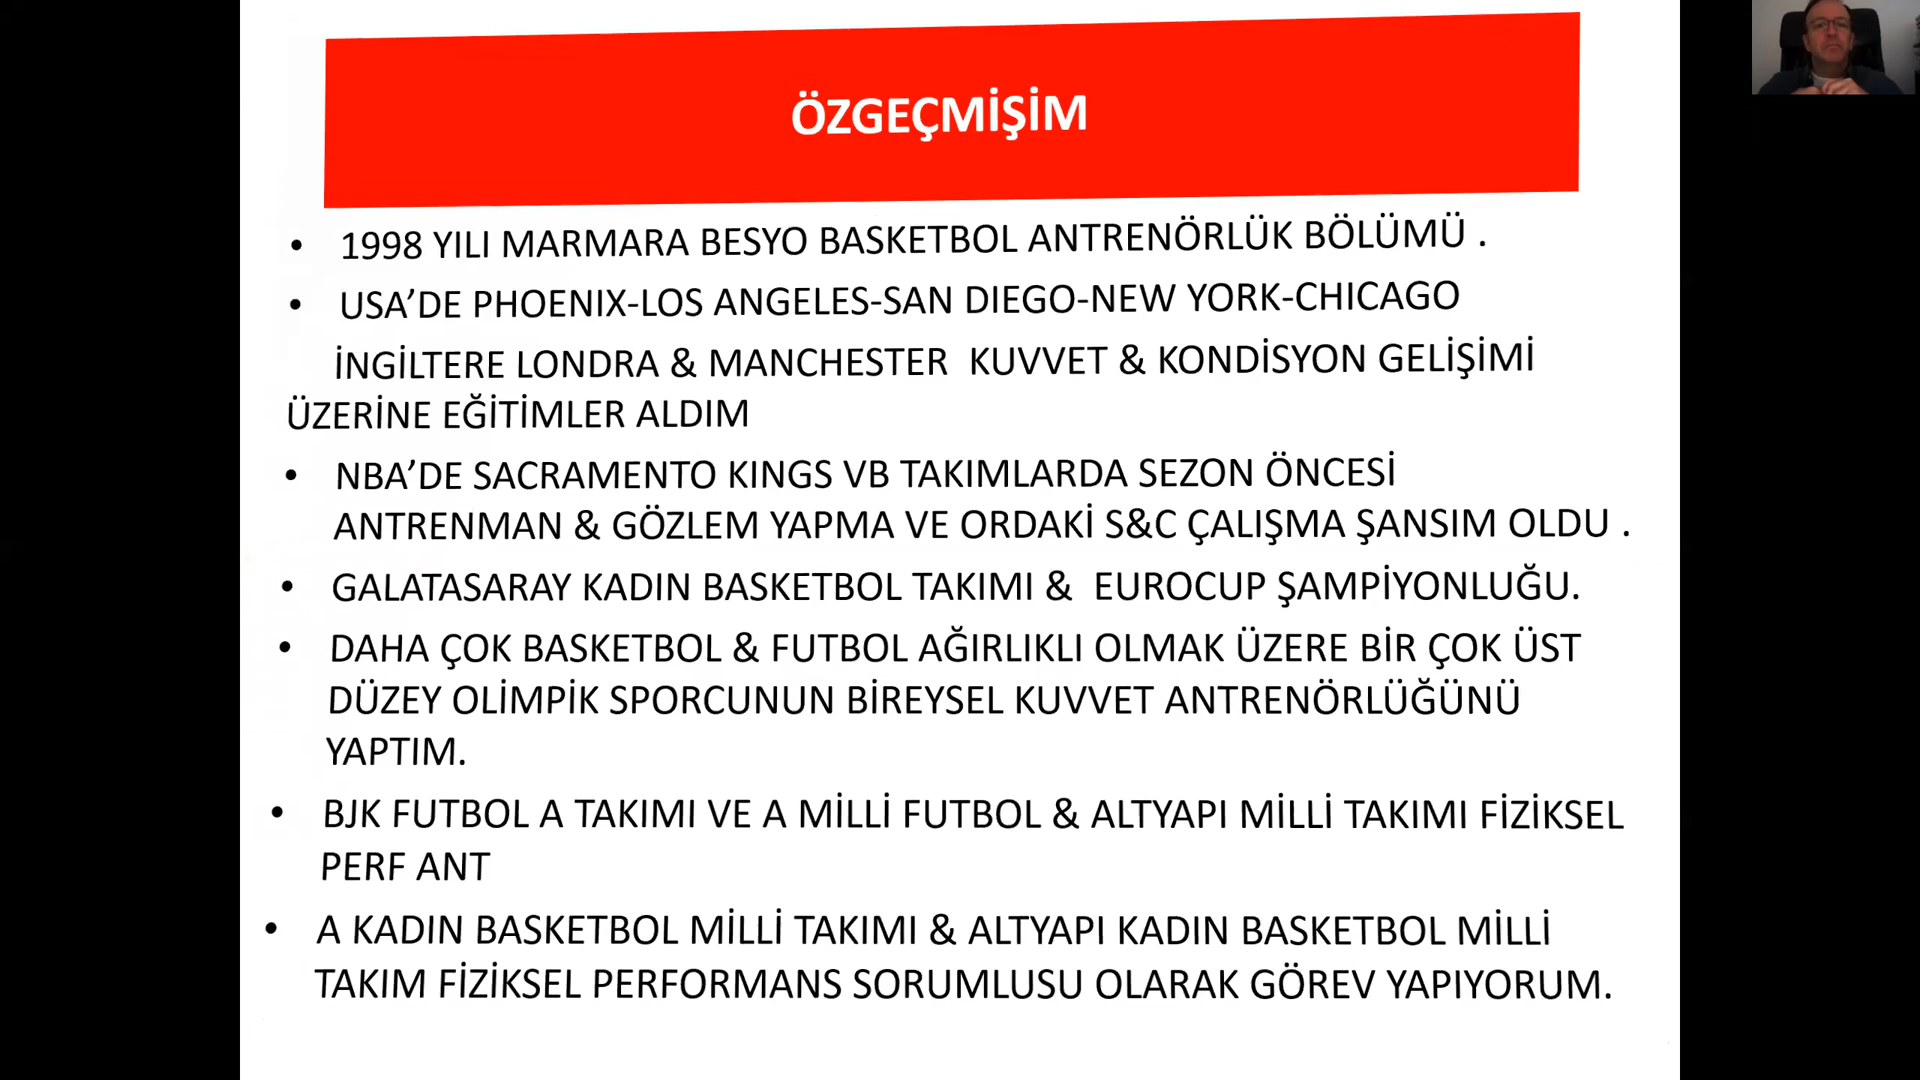 ÖZGEÇMİŞİM
• 1998 YILI MARMARA BESYO BASKETBOL ANTRENÖRLÜK BÖLÜMÜ .
• USA’DE PHOENIX-LOS ANGELES-SAN DIEGO-NEW YORK-CHICAGO
İNGİLTERE LONDRA & MANCHESTER KUVVET & KONDİSYON GELİŞİMİ
ÜZERİNE EĞİTİMLER ALDIM
• NBA’DE SACRAMENTO KINGS VB TAKIMLARDA SEZON ÖNCESİ
ANTRENMAN & GÖZLEM YAPMA VE ORDAKİ S&C ÇALIŞMA ŞANSIM OLDU .
• GALATASARAY KADIN BASKETBOL TAKIMI & EUROCUP ŞAMPİYONLUĞU.
• DAHA ÇOK BASKETBOL & FUTBOL AĞIRLIKLI OLMAK ÜZERE BİR ÇOK ÜST
DÜZEY OLİMPİK SPORCUNUN BİREYSEL KUVVET ANTRENÖRLÜĞÜNÜ
YAPTIM.
• BJK FUTBOL A TAKIMI VE A MİLLİ FUTBOL & ALTYAPI MİLLİ TAKIMI FİZİKSEL
PERF ANT
• A KADIN BASKETBOL MİLLİ TAKIMI & ALTYAPI KADIN BASKETBOL MİLLİ
TAKIM FİZİKSEL PERFORMANS SORUMLUSU OLARAK GÖREV YAPIYORUM.